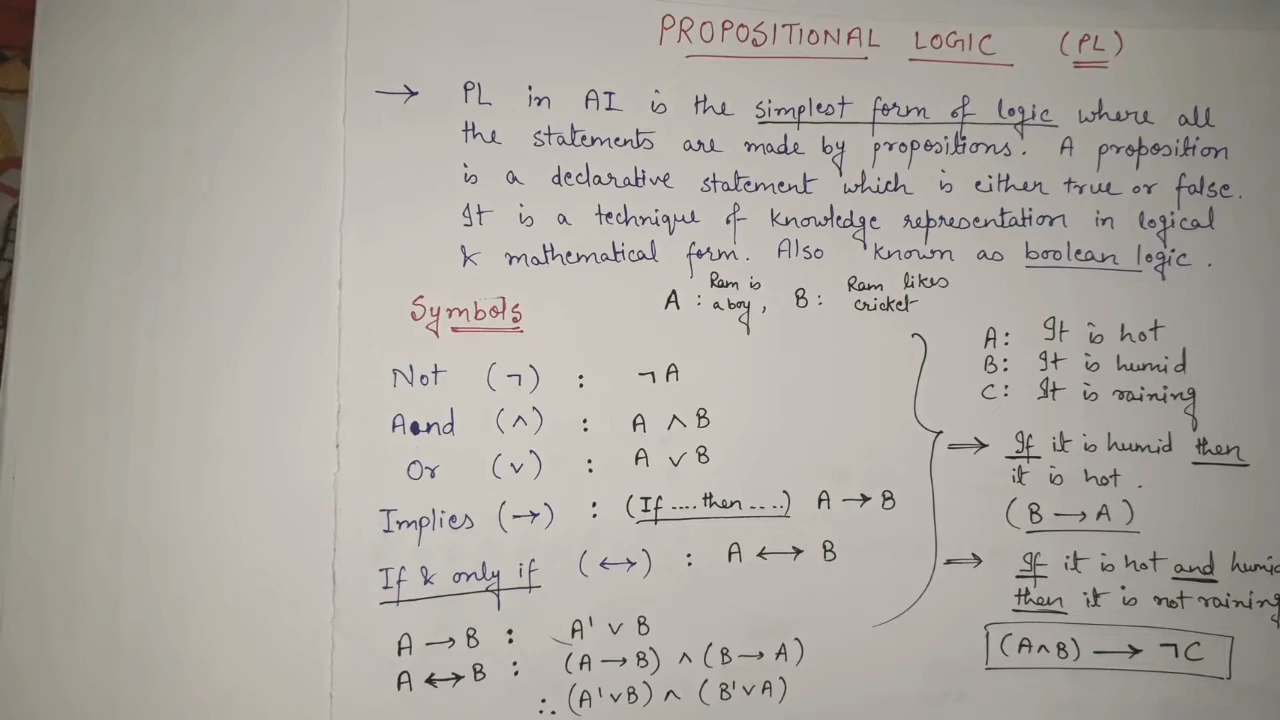 PROPOSITIONAL LOGIC (PL)
→ PL in AI is the simplest form of logic where all
the statements are made by propositions. A proposition
is a declarative statement which is either true or false.
It is a technique of knowledge representation in logical
& mathematical form. Also known as boolean logic.
A : Ram is a boy, B : Ram likes cricket
Symbols
Not (¬) : ¬A
Aand (∧) : A ∧ B
Or (∨) : A ∨ B
Implies (→) : (If .... then ....) A → B
If & only if (↔) : A ↔ B
A → B : A' ∨ B
A ↔ B : (A → B) ∧ (B → A)
∴ (A' ∨ B) ∧ (B' ∨ A)
A: It is hot
B: It is humid
C: It is raining
⇒ If it is humid then
it is hot.
(B → A)
⇒ If it is hot and humid
then it is not raining
(A∧B) → ¬C